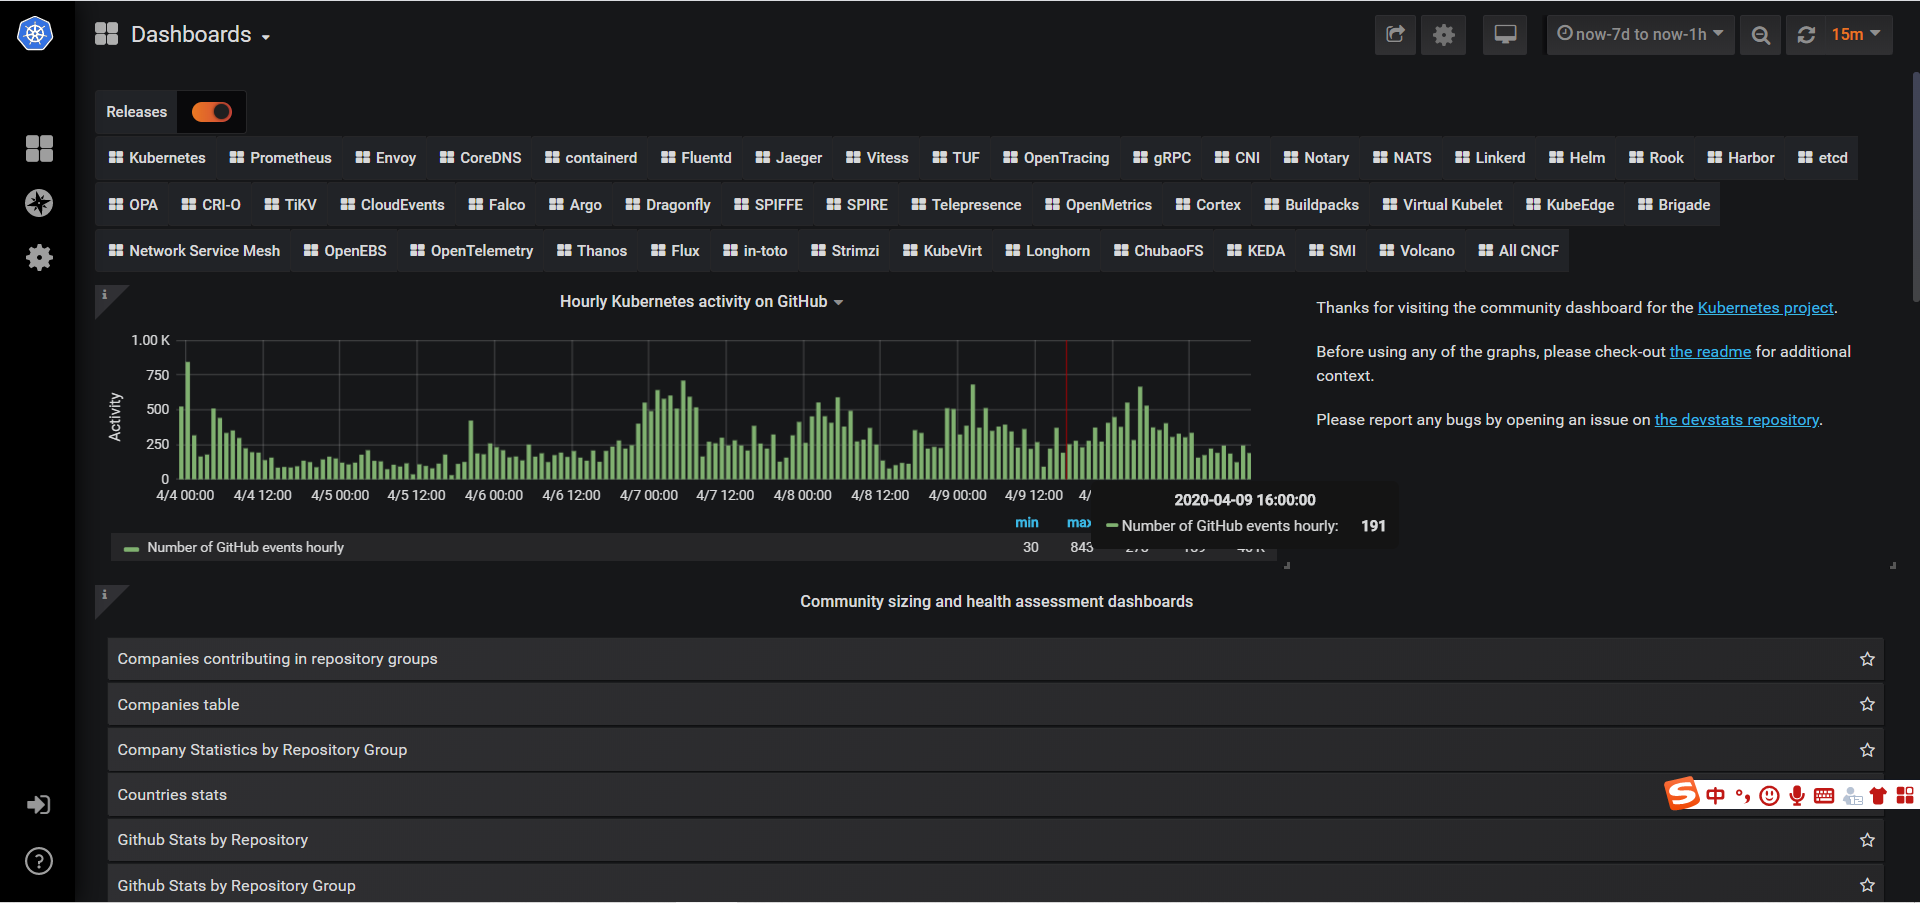 Dashboards
now-7d to now-1h
15m
Releases
Kubernetes Prometheus Envoy CoreDNS containerd Fluentd Jaeger Vitess TUF OpenTracing gRPC CNI Notary NATS Linkerd Helm Rook Harbor etcd
OPA CRI-O TiKV CloudEvents Falco Argo Dragonfly SPIFFE SPIRE Telepresence OpenMetrics Cortex Buildpacks Virtual Kubelet KubeEdge Brigade
Network Service Mesh OpenEBS OpenTelemetry Thanos Flux in-toto Strimzi KubeVirt Longhorn ChubaoFS KEDA SMI Volcano All CNCF
Hourly Kubernetes activity on GitHub
1.00 K
750
500
250
0
Activity
4/4 00:00 4/4 12:00 4/5 00:00 4/5 12:00 4/6 00:00 4/6 12:00 4/7 00:00 4/7 12:00 4/8 00:00 4/8 12:00 4/9 00:00 4/9 12:00 4/
2020-04-09 16:00:00
Number of GitHub events hourly: 191
min max
Number of GitHub events hourly 30 843
Thanks for visiting the community dashboard for the Kubernetes project.
Before using any of the graphs, please check-out the readme for additional
context.
Please report any bugs by opening an issue on the devstats repository.
Community sizing and health assessment dashboards
Companies contributing in repository groups
Companies table
Company Statistics by Repository Group
Countries stats
中
Github Stats by Repository
Github Stats by Repository Group